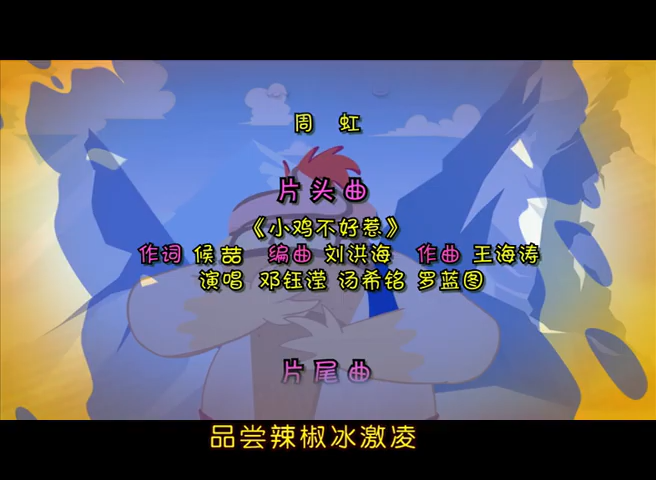 周 虹
片头曲
《小鸡不好惹》
作词 候喆 编曲 刘洪海 作曲 王海涛
演唱 邓钰滢 汤希铭 罗蓝图
片尾曲
品尝辣椒冰激凌